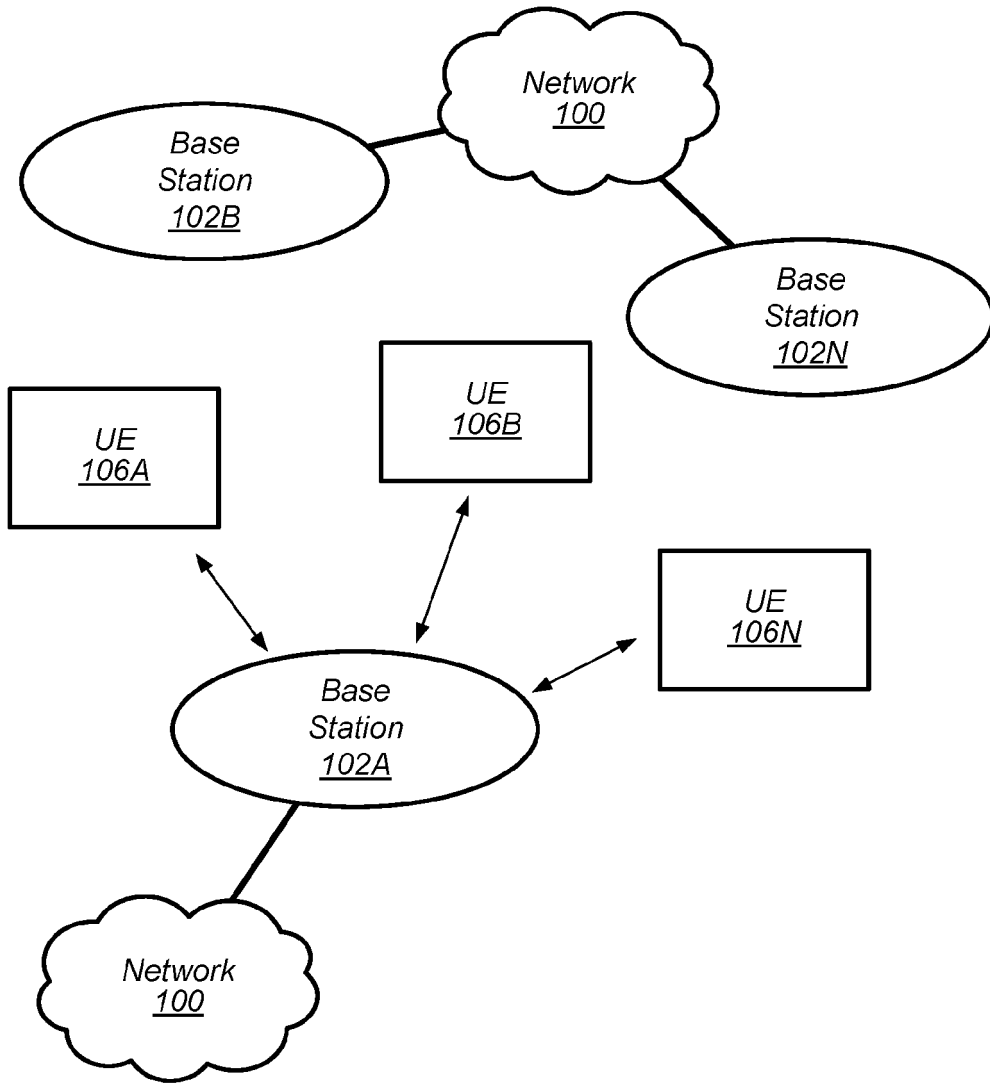 Network
100
Base
Station
102B
Base
Station
102N
UE
106B
UE
106A
UE
106N
Base
Station
102A
Network
100